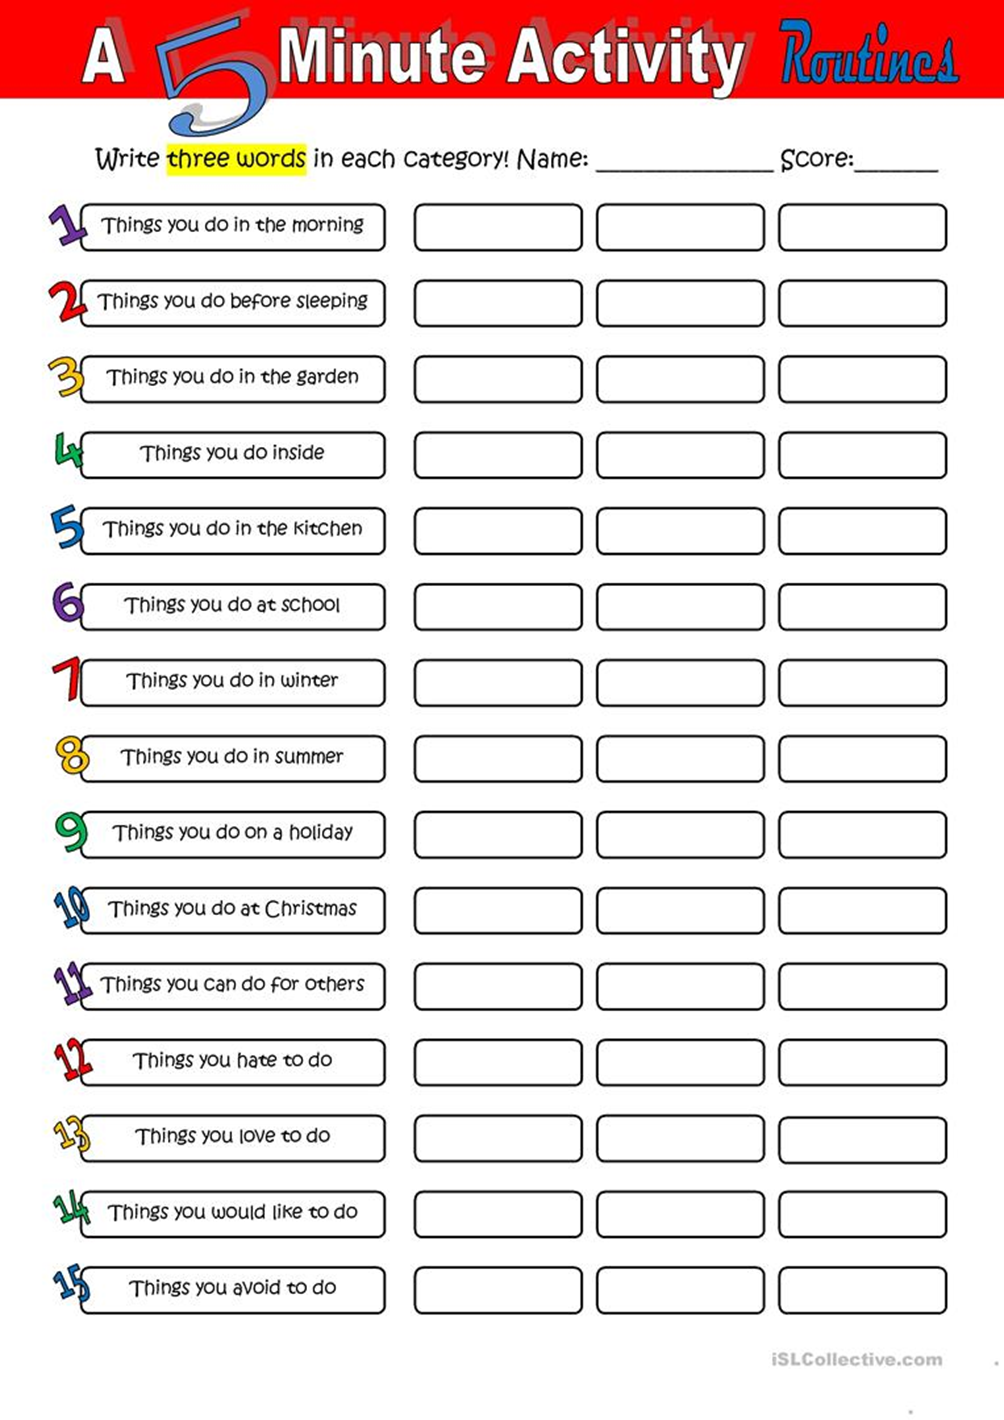 A 5 Minute Activity Routines
Write three words in each category! Name: ______________ Score:______
1 Things you do in the morning
2 Things you do before sleeping
3 Things you do in the garden
4 Things you do inside
5 Things you do in the kitchen
6 Things you do at school
7 Things you do in winter
8 Things you do in summer
9 Things you do on a holiday
10 Things you do at Christmas
11 Things you can do for others
12 Things you hate to do
13 Things you love to do
14 Things you would like to do
15 Things you avoid to do
iSLCollective.com